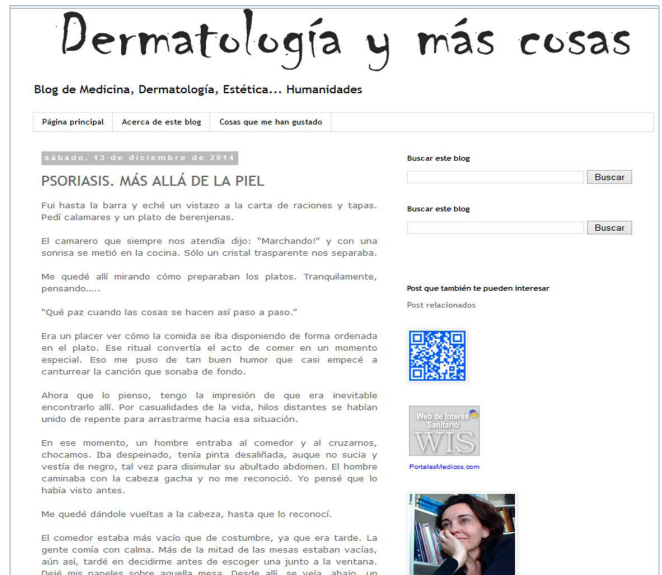 Dermatología y más cosas
Blog de Medicina, Dermatología, Estética... Humanidades
Página principal Acerca de este blog Cosas que me han gustado
sábado, 13 de diciembre de 2014
PSORIASIS. MÁS ALLÁ DE LA PIEL
Fui hasta la barra y eché un vistazo a la carta de raciones y tapas.
Pedí calamares y un plato de berenjenas.
El camarero que siempre nos atendía dijo: "Marchando!" y con una
sonrisa se metió en la cocina. Sólo un cristal trasparente nos separaba.
Me quedé allí mirando cómo preparaban los platos. Tranquilamente,
pensando.....
"Qué paz cuando las cosas se hacen así paso a paso."
Era un placer ver cómo la comida se iba disponiendo de forma ordenada
en el plato. Ese ritual convertía el acto de comer en un momento
especial. Eso me puso de tan buen humor que casi empecé a
canturrear la canción que sonaba de fondo.
Ahora que lo pienso, tengo la impresión de que era inevitable
encontrarlo allí. Por casualidades de la vida, hilos distantes se habían
unido de repente para arrastrarme hacia esa situación.
En ese momento, un hombre entraba al comedor y al cruzarnos,
chocamos. Iba despeinado, tenía pinta desaliñada, auque no sucia y
vestía de negro, tal vez para disimular su abultado abdomen. El hombre
caminaba con la cabeza gacha y no me reconoció. Yo pensé que lo
había visto antes.
Me quedé dándole vueltas a la cabeza, hasta que lo reconocí.
El comedor estaba más vacío que de costumbre, ya que era tarde. La
gente comía con calma. Más de la mitad de las mesas estaban vacías,
aún así, tardé en decidirme antes de escoger una junto a la ventana.
Dejé mis papeles sobre aquella mesa. Desde allí, se veía, abajo, un
Buscar este blog
Buscar
Buscar este blog
Buscar
Post que también te pueden interesar
Post relacionados
Web de Interés
Sanitario
WIS
PortalesMedicos.com